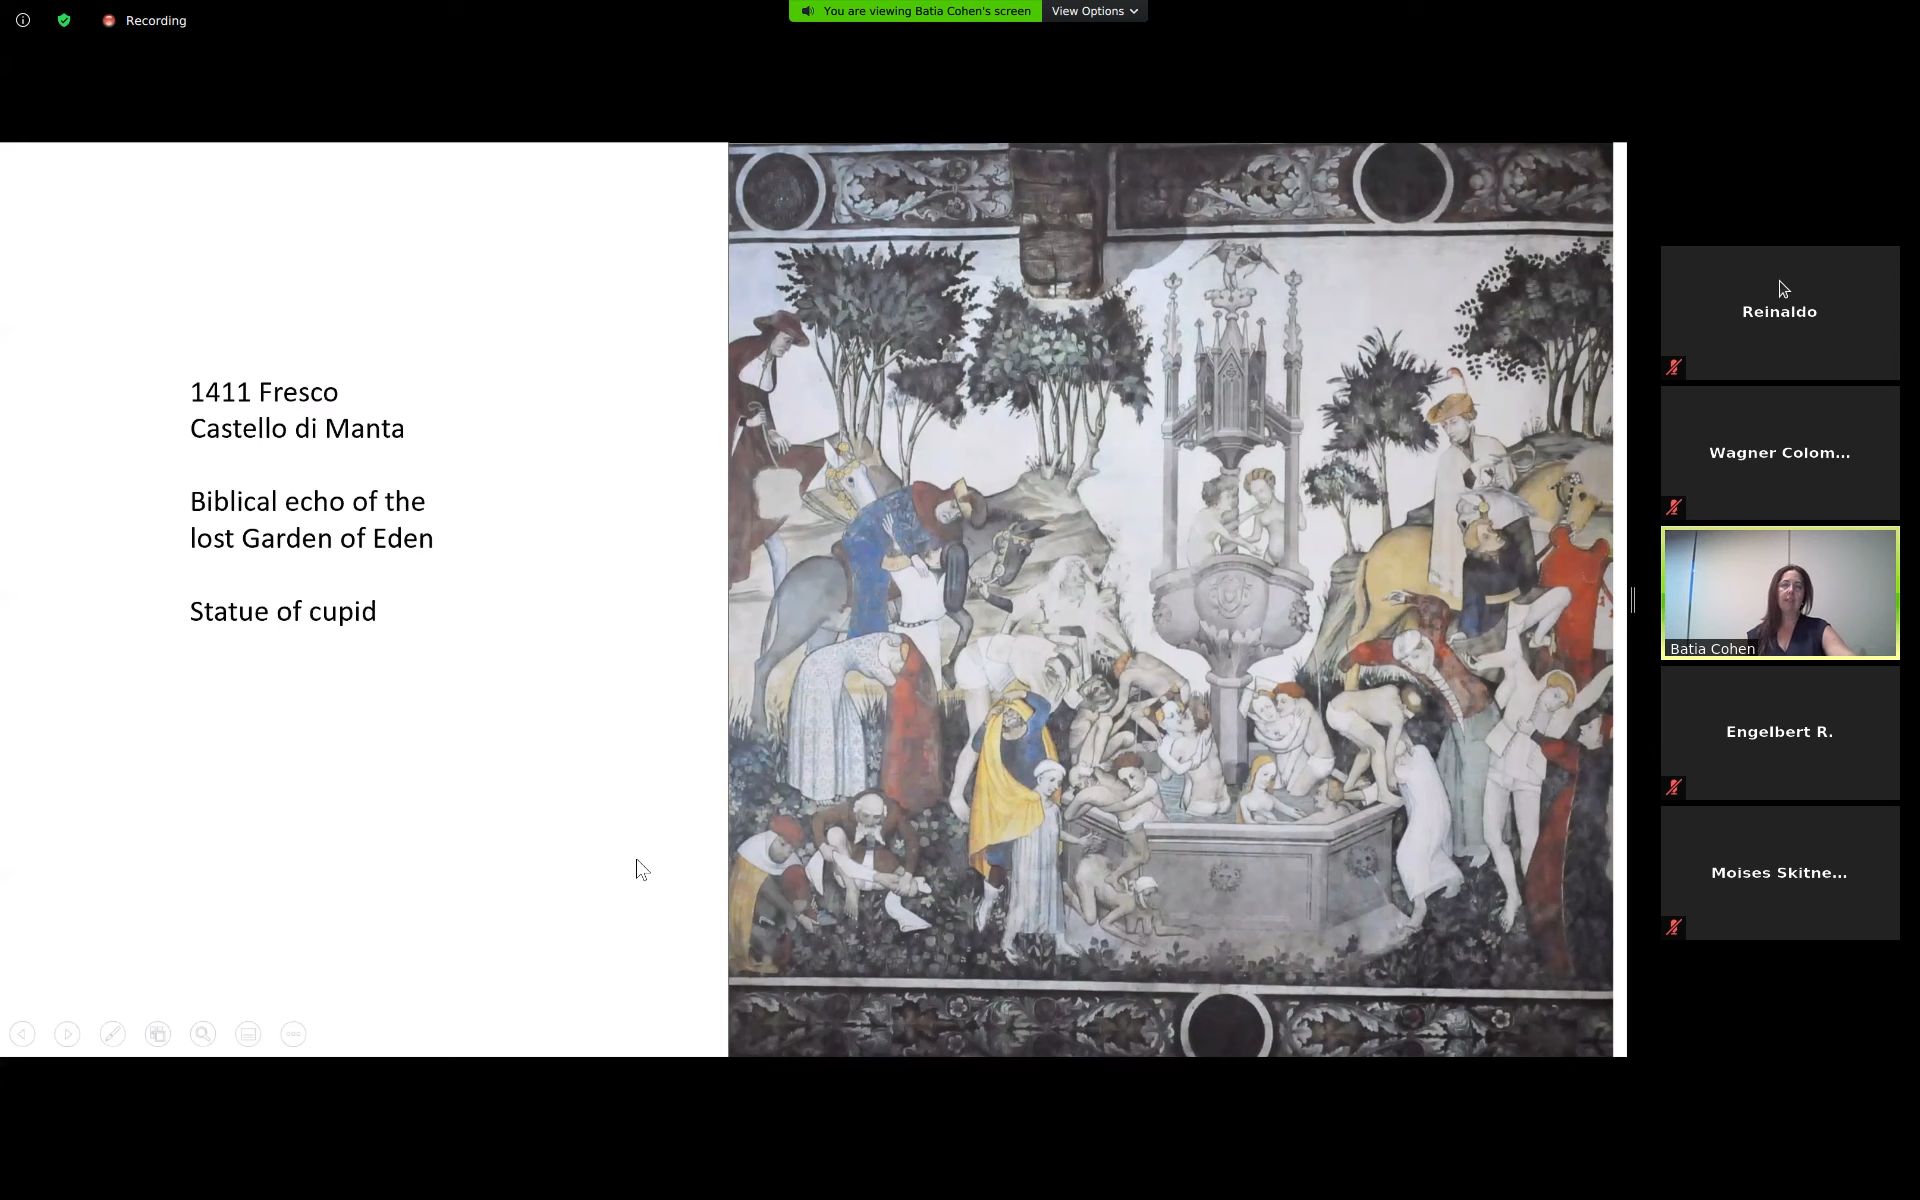 Recording
You are viewing Batia Cohen's screen
View Options
1411 Fresco
Castello di Manta
Biblical echo of the
lost Garden of Eden
Statue of cupid
Reinaldo
Wagner Colom...
Batia Cohen
Engelbert R.
Moises Skitne...